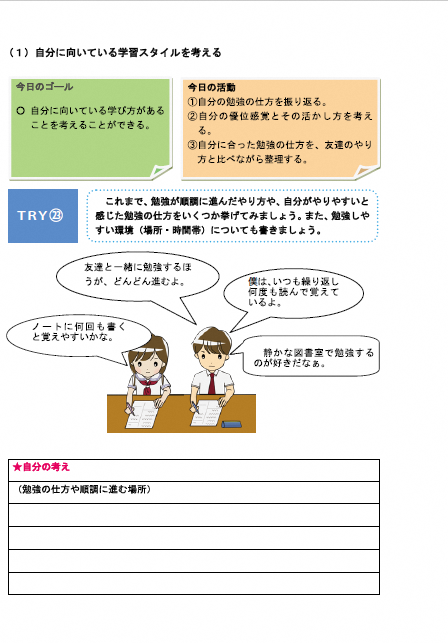 （１）自分に向いている学習スタイルを考える
今日のゴール
○ 自分に向いている学び方がある
ことを考えることができる。
今日の活動
①自分の勉強の仕方を振り返る。
②自分の優位感覚とその活かし方を考え
る。
③自分に合った勉強の仕方を、友達のやり
方と比べながら整理する。
TRY㉓
これまで、勉強が順調に進んだやり方や、自分がやりやすいと
感じた勉強の仕方をいくつか挙げてみましょう。また、勉強しや
すい環境（場所・時間帯）についても書きましょう。
友達と一緒に勉強するほ
うが、どんどん進むよ。
僕は、いつも繰り返し
何度も読んで覚えて
いるよ。
ノートに何回も書く
と覚えやすいかな。
静かな図書室で勉強する
のが好きだなぁ。
★自分の考え
（勉強の仕方や順調に進む場所）